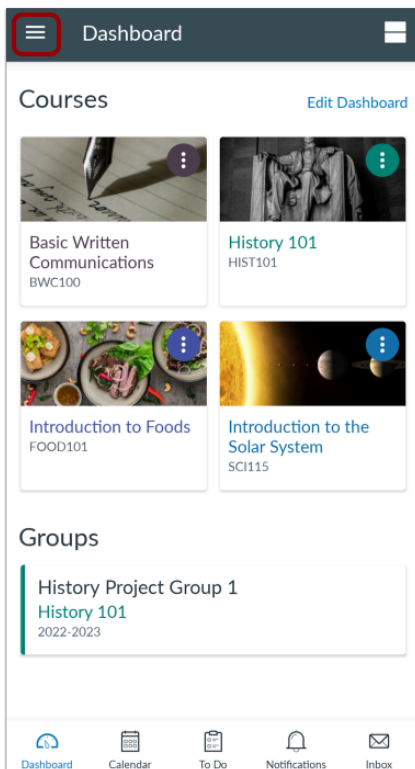 Dashboard
Courses
Edit Dashboard
Basic Written
Communications
BWC100
History 101
HIST101
Introduction to Foods
FOOD101
Introduction to the
Solar System
SCI115
Groups
History Project Group 1
History 101
2022-2023
Dashboard
Calendar
To Do
Notifications
Inbox